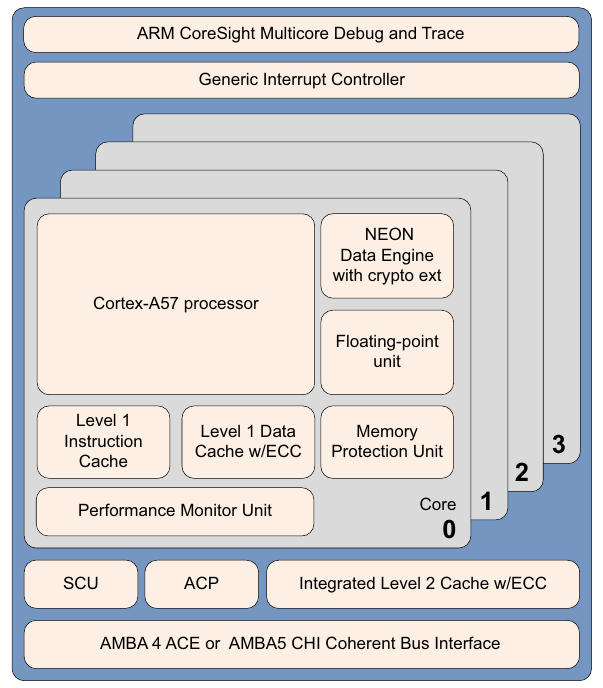 ARM CoreSight Multicore Debug and Trace
Generic Interrupt Controller
NEON
Data Engine
with crypto ext
Cortex-A57 processor
Floating-point
unit
Level 1
Instruction
Cache
Level 1 Data
Cache w/ECC
Memory
Protection Unit
Performance Monitor Unit
Core
0
1
2
3
SCU
ACP
Integrated Level 2 Cache w/ECC
AMBA 4 ACE or AMBA5 CHI Coherent Bus Interface